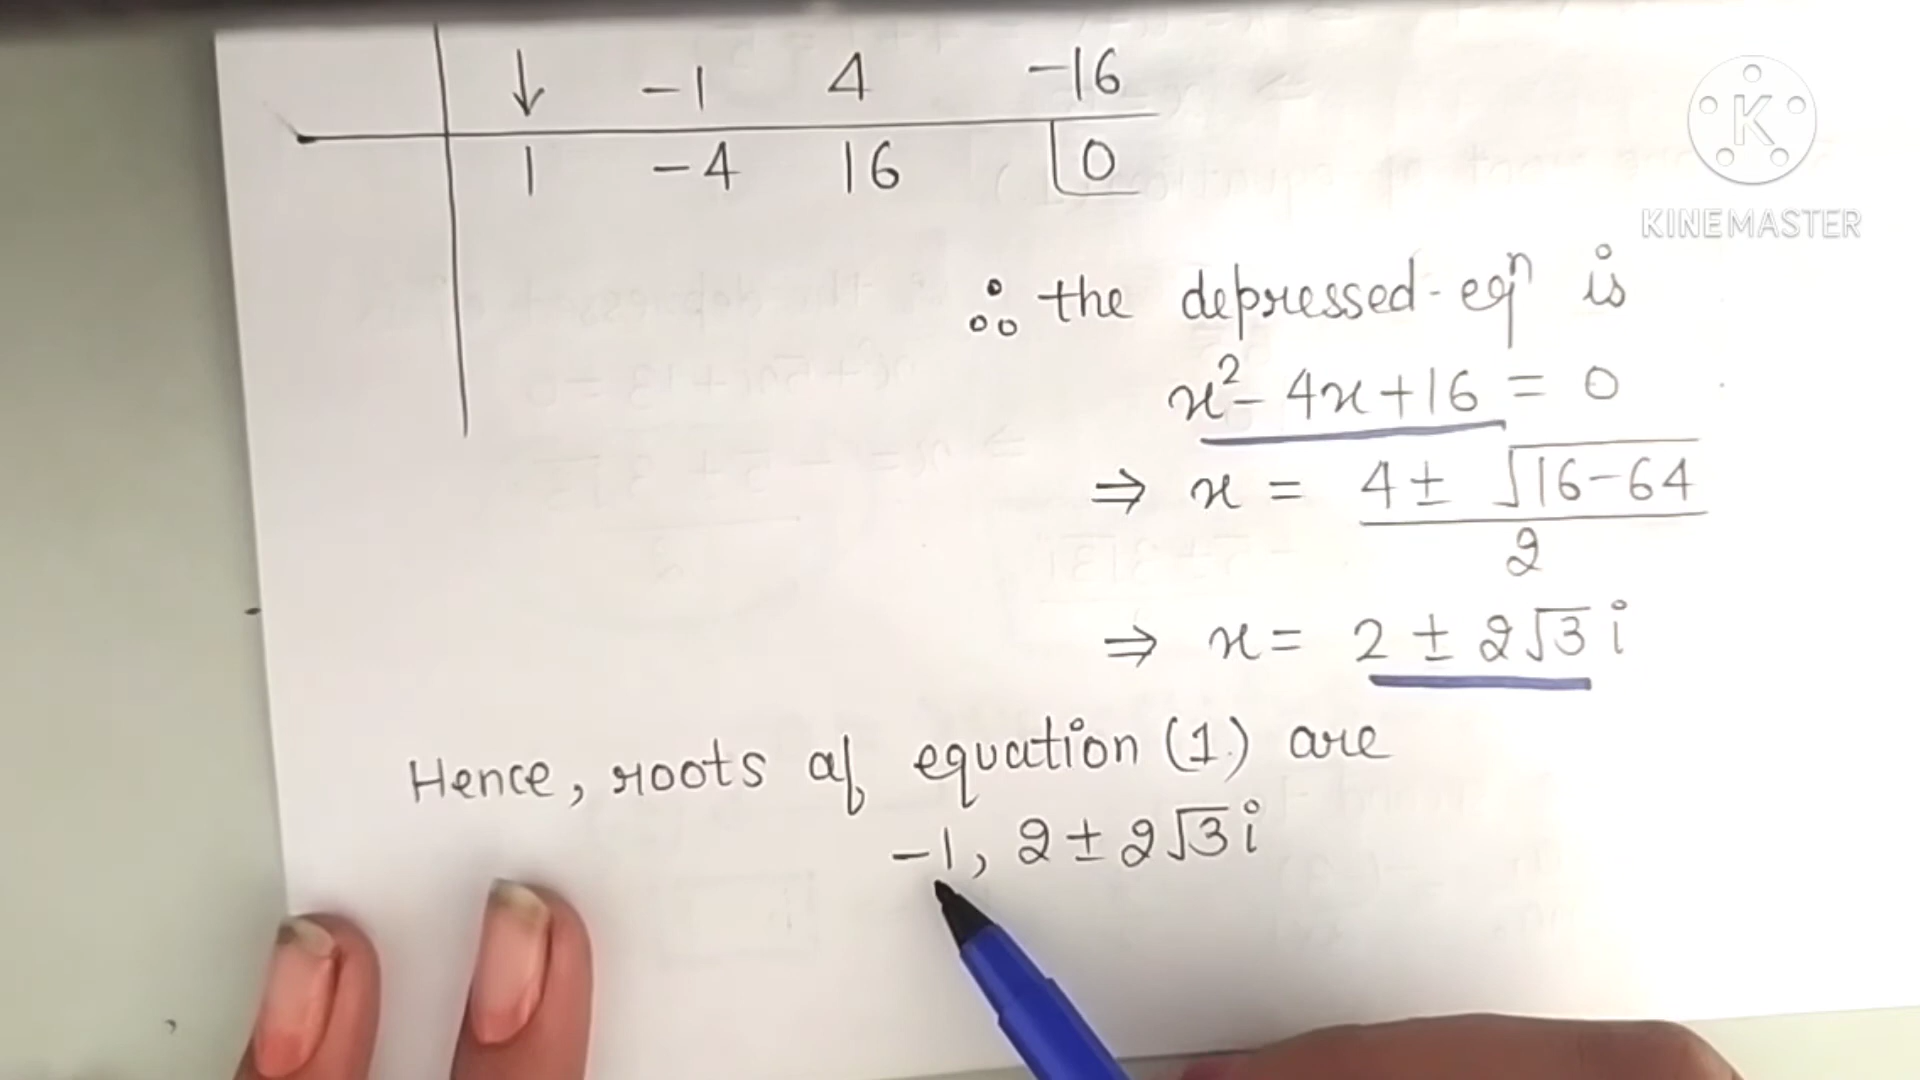 ↓ -1 4 -16
1 -4 16 0
K
KINEMASTER
∴ the depressed-eqⁿ is
x² - 4x + 16 = 0
⇒ x = 4 ± √16-64
2
⇒ x = 2 ± 2√3 i
Hence, roots of equation (1.) are
-1, 2 ± 2√3 i